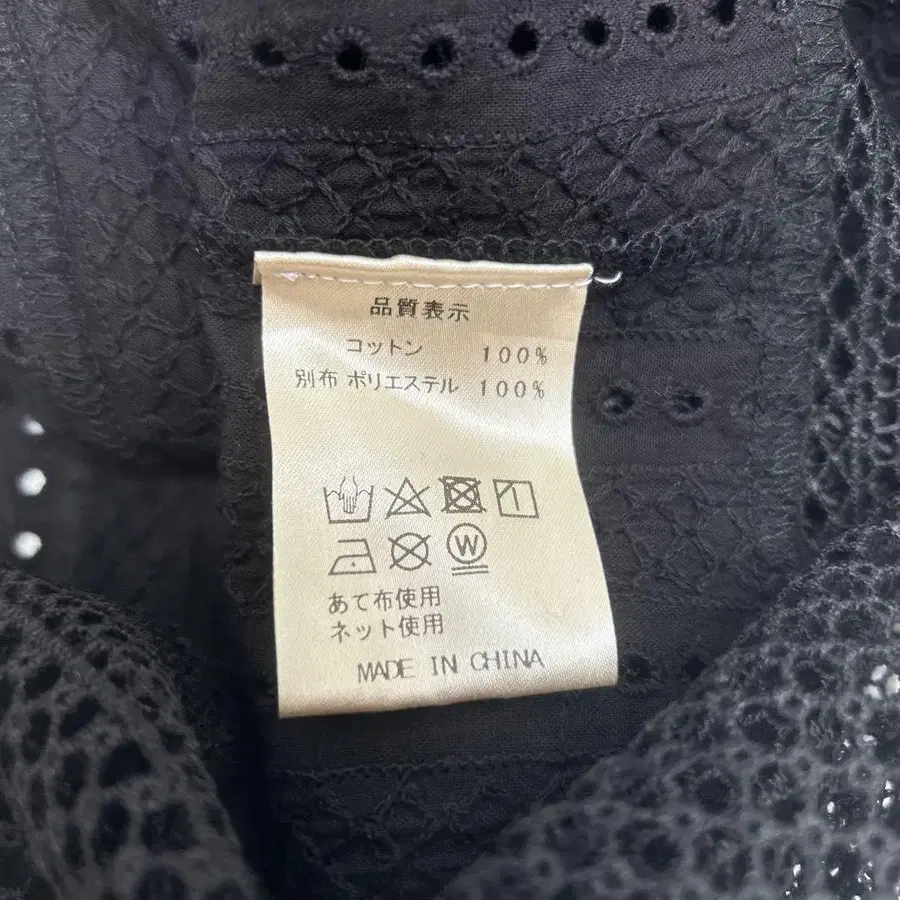 品質表示
コットン 100%
別布 ポリエステル 100%
W
あて布使用
ネット使用
MADE IN CHINA